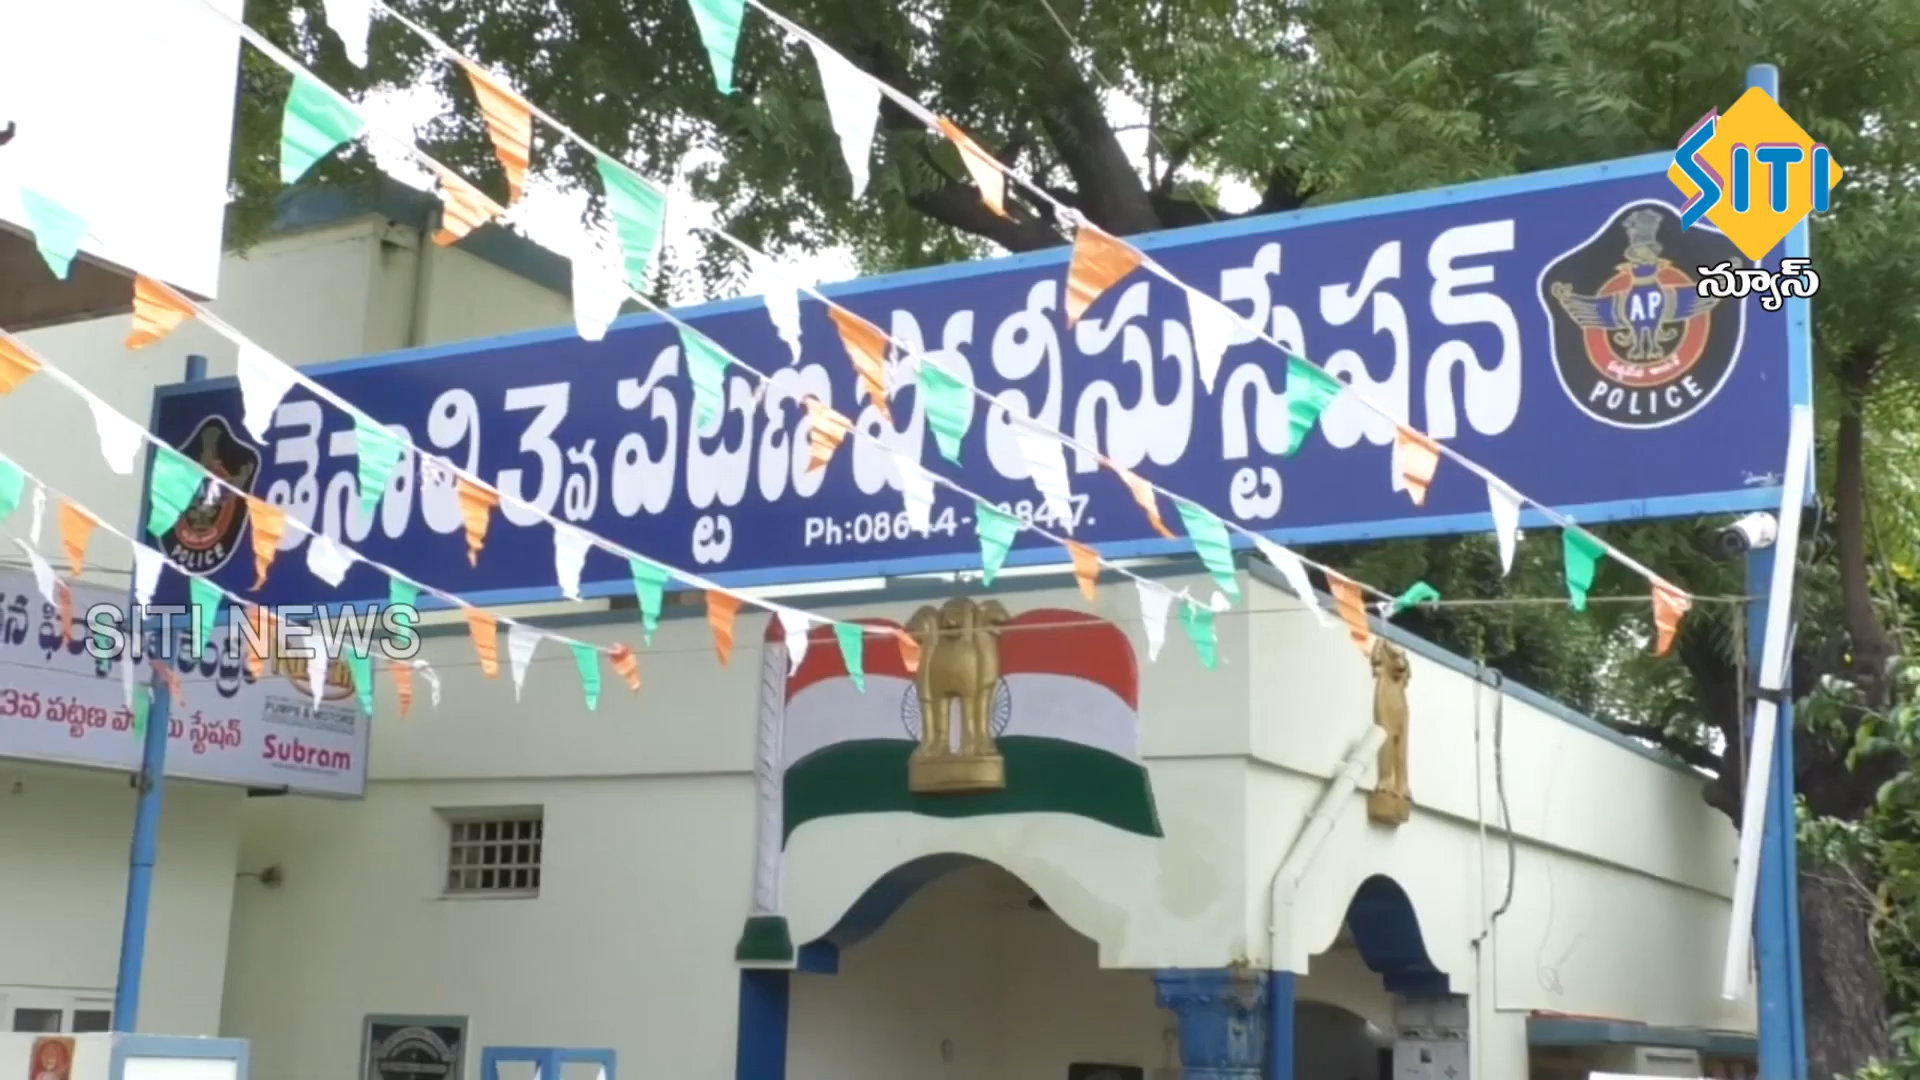 SITI
న్యూస్
తెనాలి 3వ పట్టణ పోలీసు స్టేషన్
AP
POLICE
POLICE
SITI NEWS
3వ పట్టణ స్టేషన్
PUMPS & MOTORS
Subram